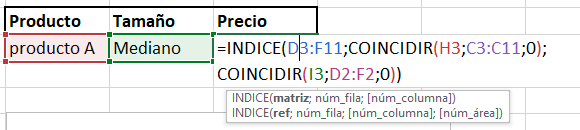 Producto Tamaño Precio
producto A Mediano =INDICE(D3:F11;COINCIDIR(H3;C3:C11;0);
COINCIDIR(I3;D2:F2;0))
INDICE(matriz; núm_fila; [núm_columna])
INDICE(ref; núm_fila; [núm_columna]; [núm_área])